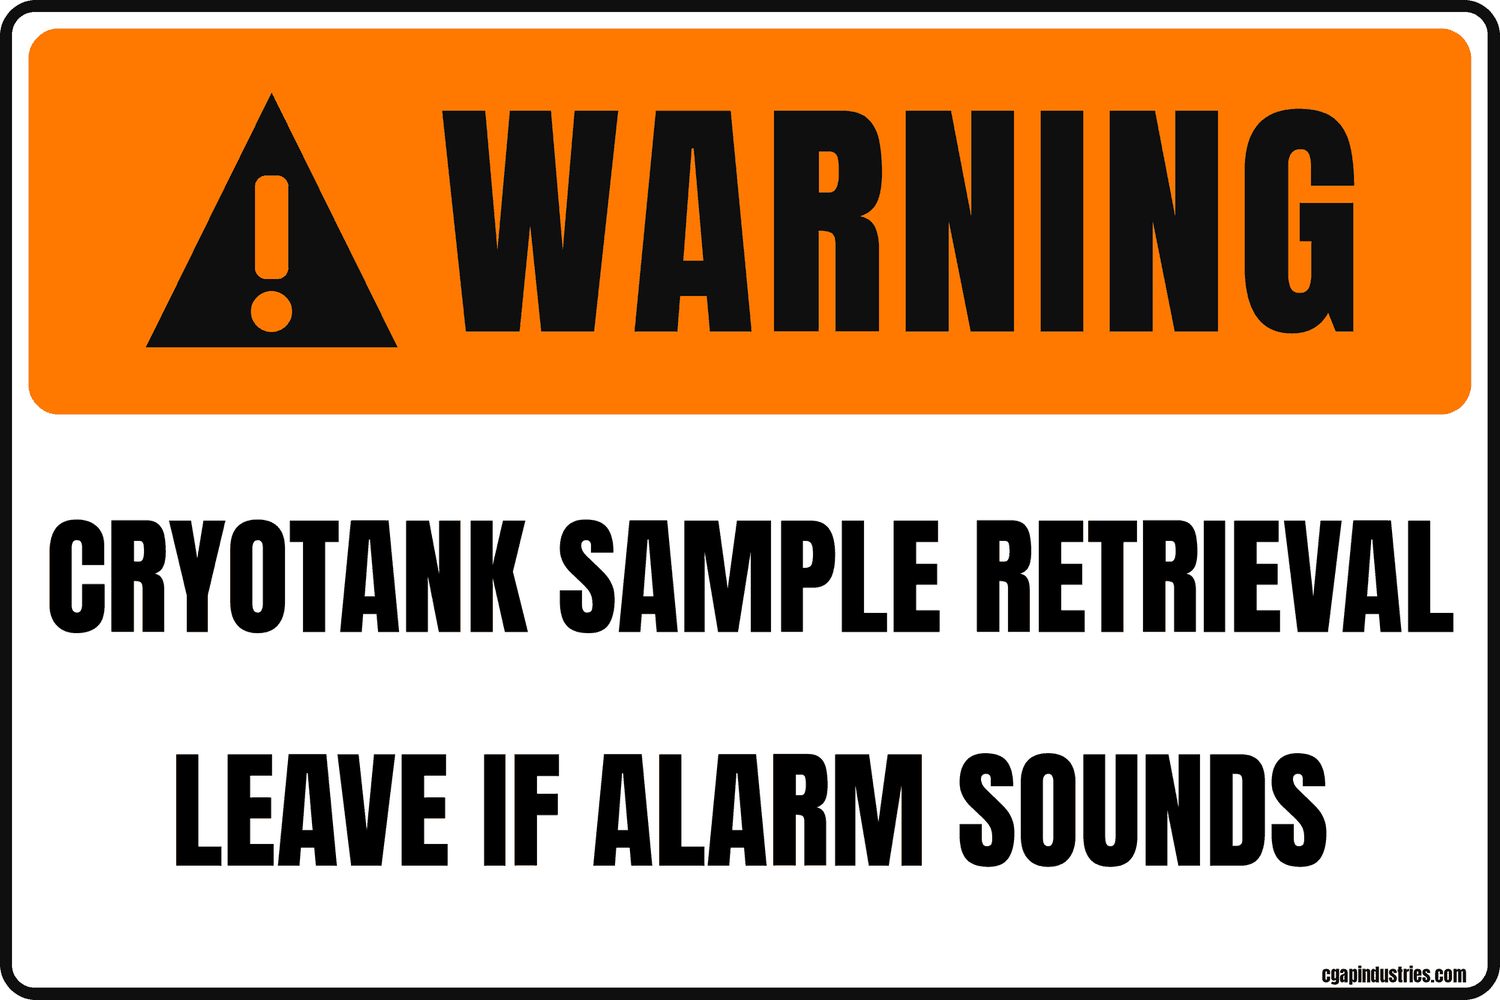 WARNING
CRYOTANK SAMPLE RETRIEVAL
LEAVE IF ALARM SOUNDS
cgapindustries.com